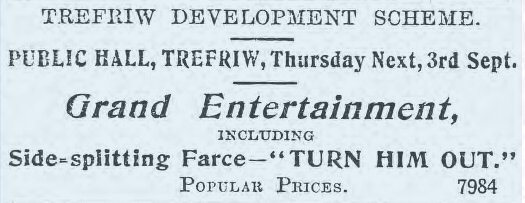 TREFRIW DEVELOPMENT SCHEME.
PUBLIC HALL, TREFRIW, Thursday Next, 3rd Sept.
Grand Entertainment,
INCLUDING
Side=splitting Farce—"TURN HIM OUT."
POPULAR PRICES. 7984